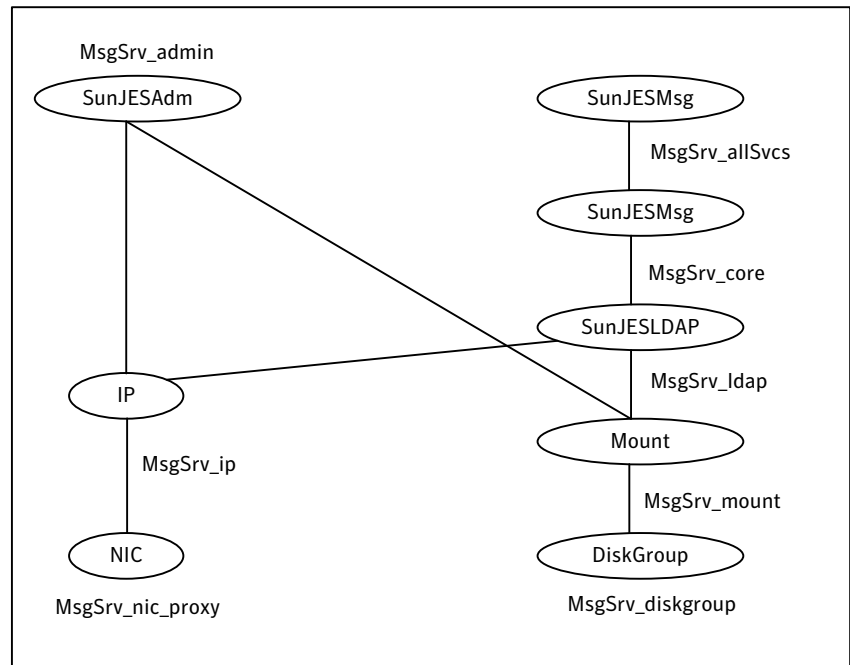 MsgSrv_admin
SunJESAdm
SunJESMsg
MsgSrv_allSvcs
SunJESMsg
MsgSrv_core
SunJESLDAP
MsgSrv_ldap
IP
Mount
MsgSrv_ip
MsgSrv_mount
NIC
DiskGroup
MsgSrv_nic_proxy
MsgSrv_diskgroup